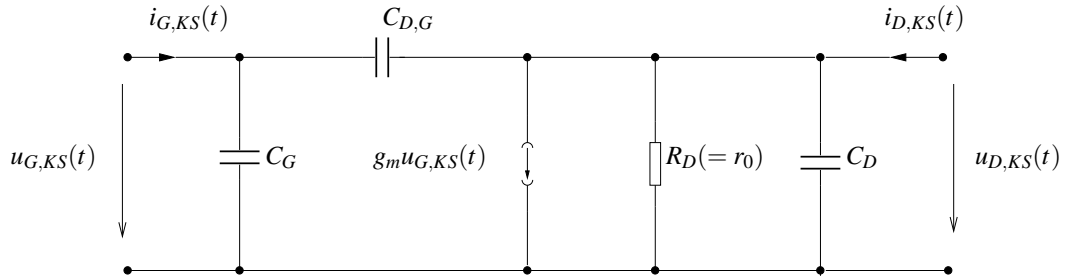 i_{G,KS}(t)
C_{D,G}
i_{D,KS}(t)
u_{G,KS}(t)
C_G
g_m u_{G,KS}(t)
R_D(= r_0)
C_D
u_{D,KS}(t)